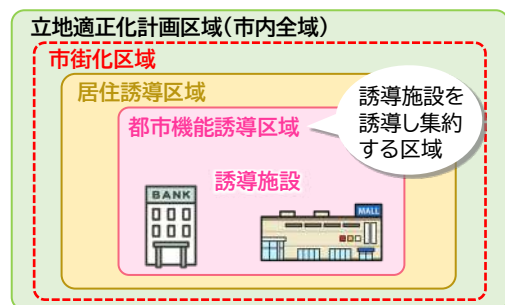 立地適正化計画区域(市内全域)
市街化区域
居住誘導区域
都市機能誘導区域
誘導施設を
誘導し集約
する区域
誘導施設
BANK
MALL